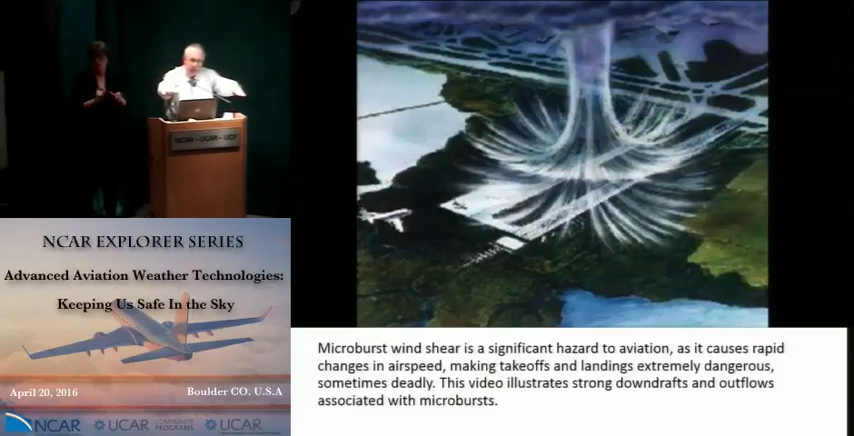 NCAR – UCAR – UCP
NCAR EXPLORER SERIES
Advanced Aviation Weather Technologies:
Keeping Us Safe In the Sky
April 20, 2016
Boulder CO. U.S.A
NCAR
UCAR
COMMUNITY
PROGRAMS
UCAR
Microburst wind shear is a significant hazard to aviation, as it causes rapid
changes in airspeed, making takeoffs and landings extremely dangerous,
sometimes deadly. This video illustrates strong downdrafts and outflows
associated with microbursts.